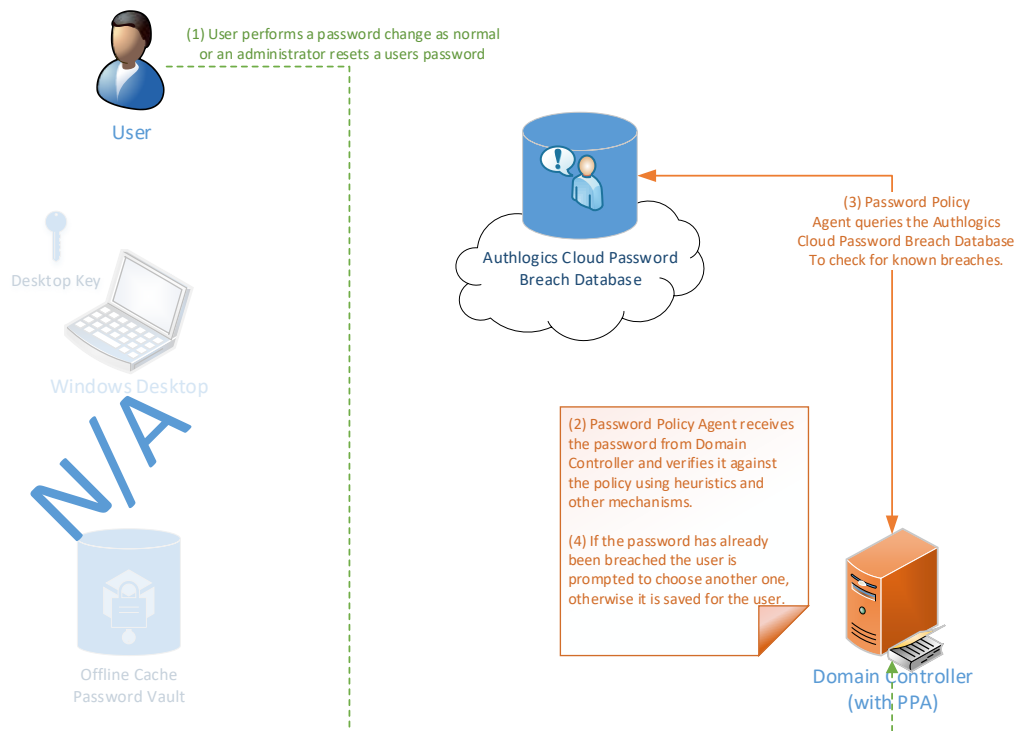 (1) User performs a password change as normal
or an administrator resets a users password
User
Authlogics Cloud Password
Breach Database
(3) Password Policy
Agent queries the Authlogics
Cloud Password Breach Database
To check for known breaches.
Desktop Key
Windows Desktop
N/A
(2) Password Policy Agent receives
the password from Domain
Controller and verifies it against
the policy using heuristics and
other mechanisms.
(4) If the password has already
been breached the user is
prompted to choose another one,
otherwise it is saved for the user.
Offline Cache
Password Vault
Domain Controller
(with PPA)